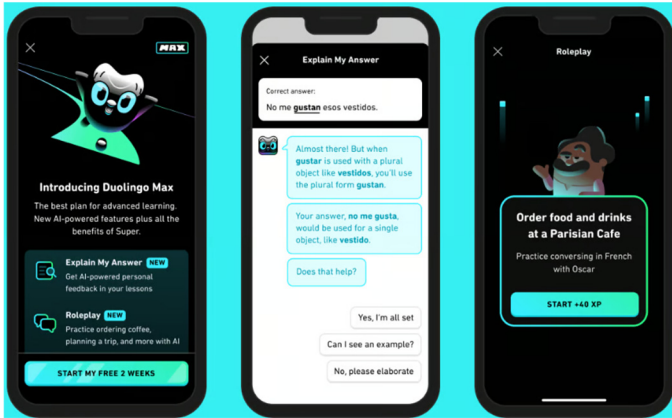 MAX
Introducing Duolingo Max
The best plan for advanced learning.
New AI-powered features plus all the
benefits of Super.
Explain My Answer NEW
Get AI-powered personal
feedback in your lessons
Roleplay NEW
Practice ordering coffee,
planning a trip, and more with AI
START MY FREE 2 WEEKS
Explain My Answer
Correct answer:
No me gustan esos vestidos.
Almost there! But when
gustar is used with a plural
object like vestidos, you'll use
the plural form gustan.
Your answer, no me gusta,
would be used for a single
object, like vestido.
Does that help?
Yes, I'm all set
Can I see an example?
No, please elaborate
Roleplay
Order food and drinks
at a Parisian Cafe
Practice conversing in French
with Oscar
START +40 XP